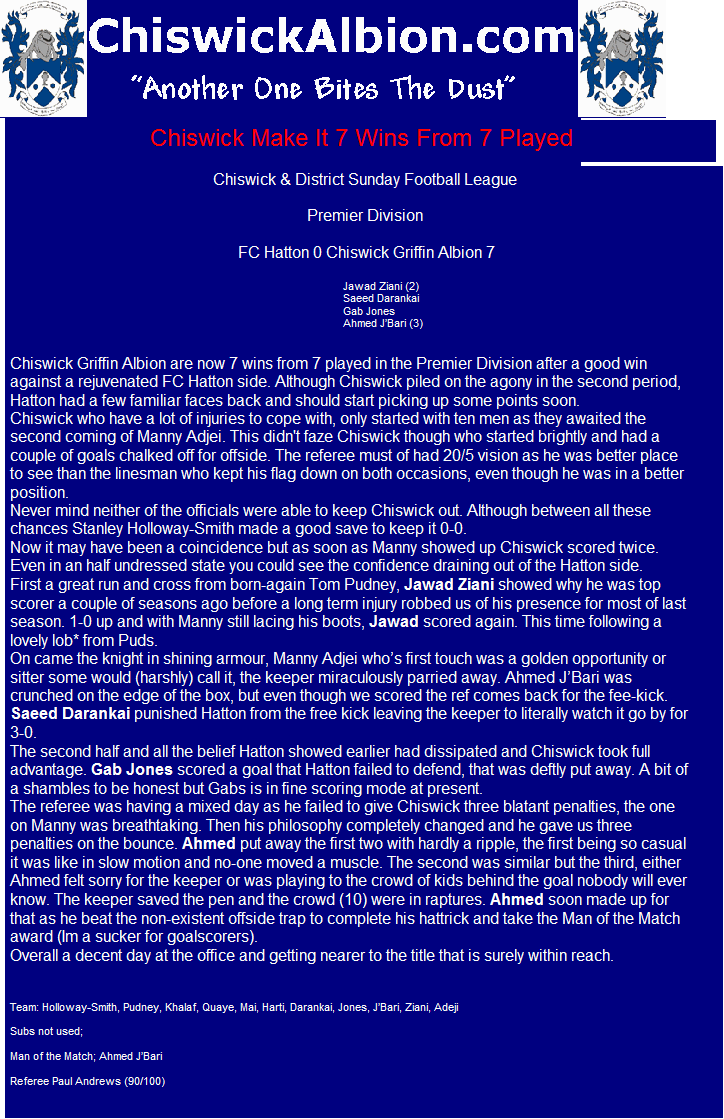 ChiswickAlbion.com
“Another One Bites The Dust”
Chiswick Make It 7 Wins From 7 Played
Chiswick & District Sunday Football League
Premier Division
FC Hatton 0 Chiswick Griffin Albion 7
Jawad Ziani (2)
Saeed Darankai
Gab Jones
Ahmed J'Bari (3)
Chiswick Griffin Albion are now 7 wins from 7 played in the Premier Division after a good win
against a rejuvenated FC Hatton side. Although Chiswick piled on the agony in the second period,
Hatton had a few familiar faces back and should start picking up some points soon.
Chiswick who have a lot of injuries to cope with, only started with ten men as they awaited the
second coming of Manny Adjei. This didn't faze Chiswick though who started brightly and had a
couple of goals chalked off for offside. The referee must of had 20/5 vision as he was better place
to see than the linesman who kept his flag down on both occasions, even though he was in a better
position.
Never mind neither of the officials were able to keep Chiswick out. Although between all these
chances Stanley Holloway-Smith made a good save to keep it 0-0.
Now it may have been a coincidence but as soon as Manny showed up Chiswick scored twice.
Even in an half undressed state you could see the confidence draining out of the Hatton side.
First a great run and cross from born-again Tom Pudney, Jawad Ziani showed why he was top
scorer a couple of seasons ago before a long term injury robbed us of his presence for most of last
season. 1-0 up and with Manny still lacing his boots, Jawad scored again. This time following a
lovely lob* from Puds.
On came the knight in shining armour, Manny Adjei who’s first touch was a golden opportunity or
sitter some would (harshly) call it, the keeper miraculously parried away. Ahmed J’Bari was
crunched on the edge of the box, but even though we scored the ref comes back for the fee-kick.
Saeed Darankai punished Hatton from the free kick leaving the keeper to literally watch it go by for
3-0.
The second half and all the belief Hatton showed earlier had dissipated and Chiswick took full
advantage. Gab Jones scored a goal that Hatton failed to defend, that was deftly put away. A bit of
a shambles to be honest but Gabs is in fine scoring mode at present.
The referee was having a mixed day as he failed to give Chiswick three blatant penalties, the one
on Manny was breathtaking. Then his philosophy completely changed and he gave us three
penalties on the bounce. Ahmed put away the first two with hardly a ripple, the first being so casual
it was like in slow motion and no-one moved a muscle. The second was similar but the third, either
Ahmed felt sorry for the keeper or was playing to the crowd of kids behind the goal nobody will ever
know. The keeper saved the pen and the crowd (10) were in raptures. Ahmed soon made up for
that as he beat the non-existent offside trap to complete his hattrick and take the Man of the Match
award (Im a sucker for goalscorers).
Overall a decent day at the office and getting nearer to the title that is surely within reach.
Team: Holloway-Smith, Pudney, Khalaf, Quaye, Mai, Harti, Darankai, Jones, J'Bari, Ziani, Adeji
Subs not used;
Man of the Match; Ahmed J'Bari
Referee Paul Andrews (90/100)